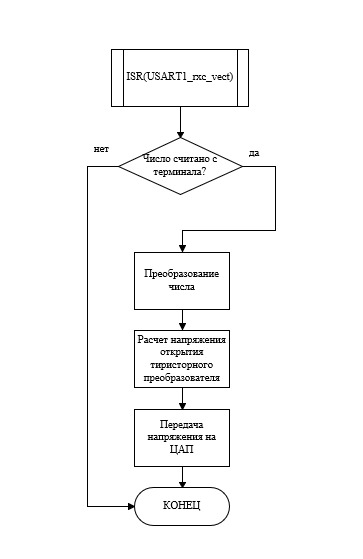 ISR(USART1_rxc_vect)
нет
да
Число считано с
терминала?
Преобразование
числа
Расчет напряжения
открытия
тиристорного
преобразователя
Передача
напряжения на
ЦАП
КОНЕЦ